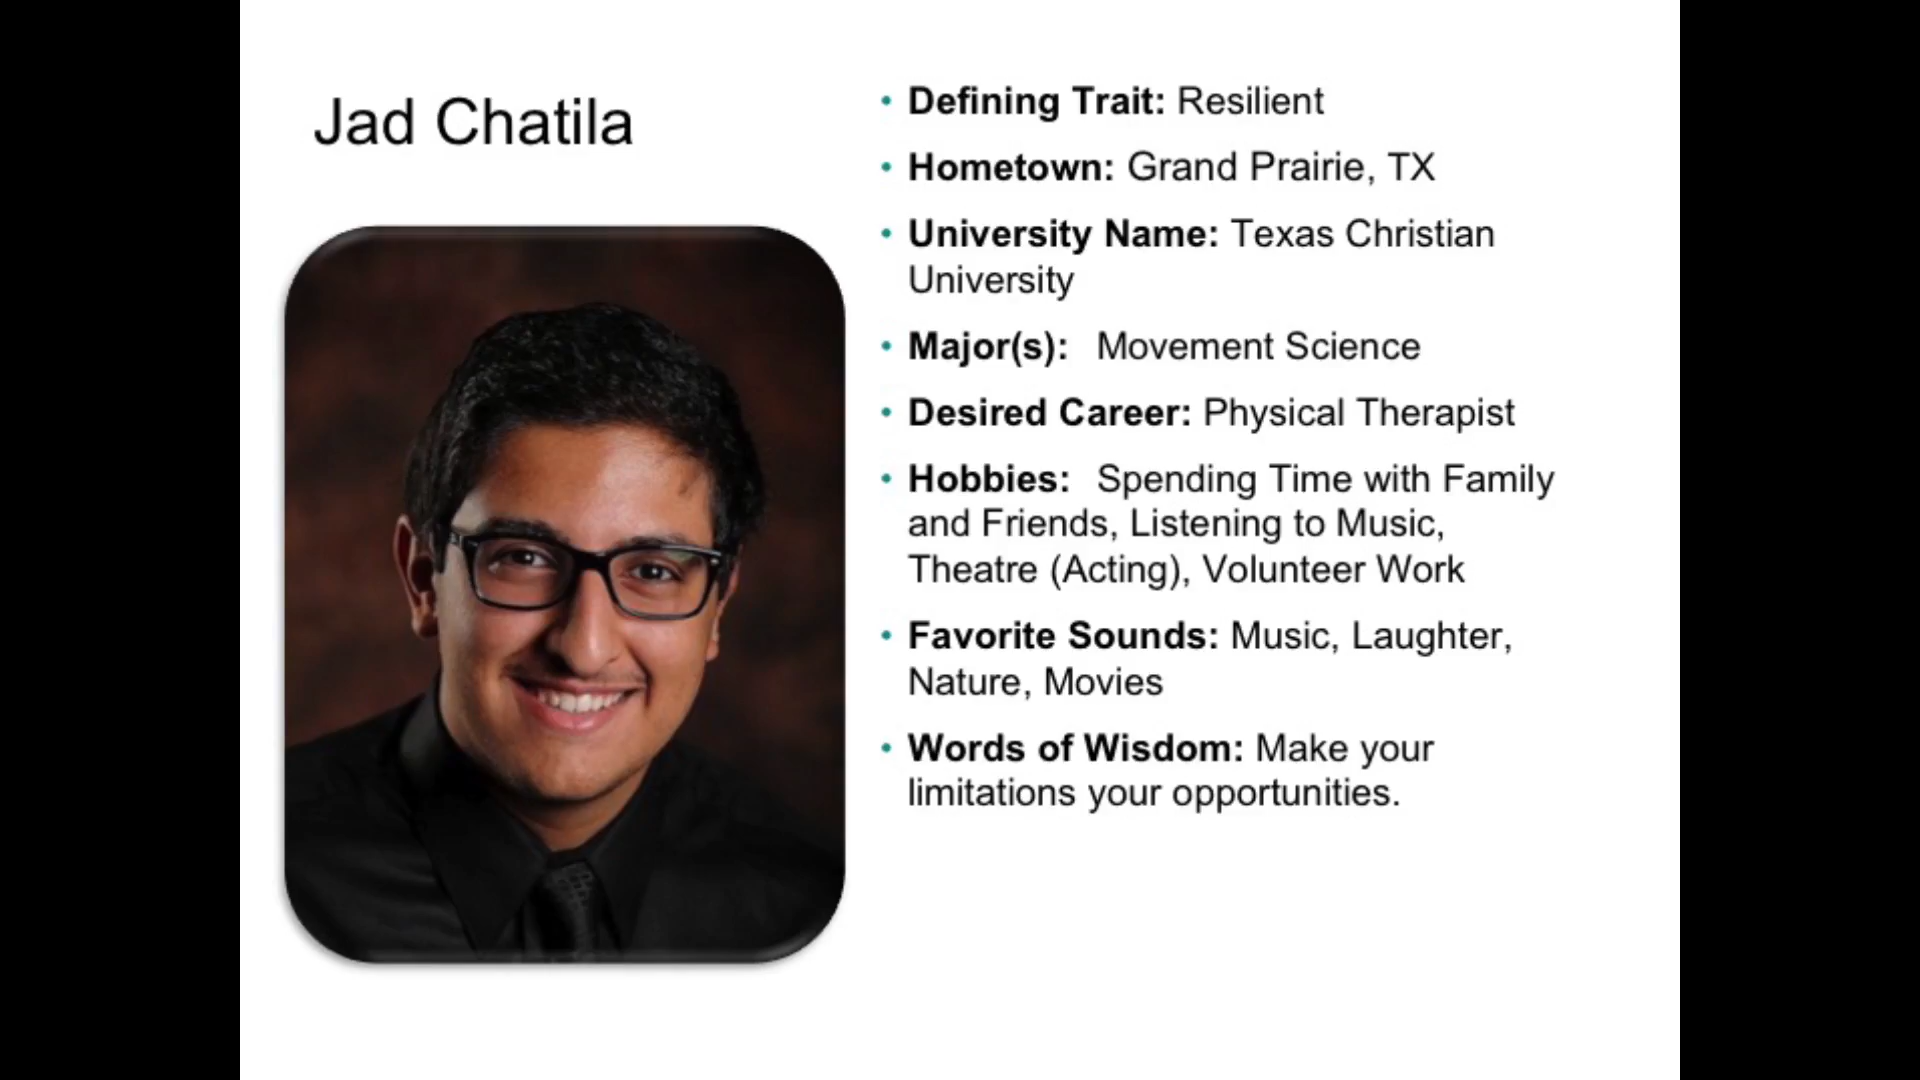 Jad Chatila
• Defining Trait: Resilient
• Hometown: Grand Prairie, TX
• University Name: Texas Christian
University
• Major(s): Movement Science
• Desired Career: Physical Therapist
• Hobbies: Spending Time with Family
and Friends, Listening to Music,
Theatre (Acting), Volunteer Work
• Favorite Sounds: Music, Laughter,
Nature, Movies
• Words of Wisdom: Make your
limitations your opportunities.